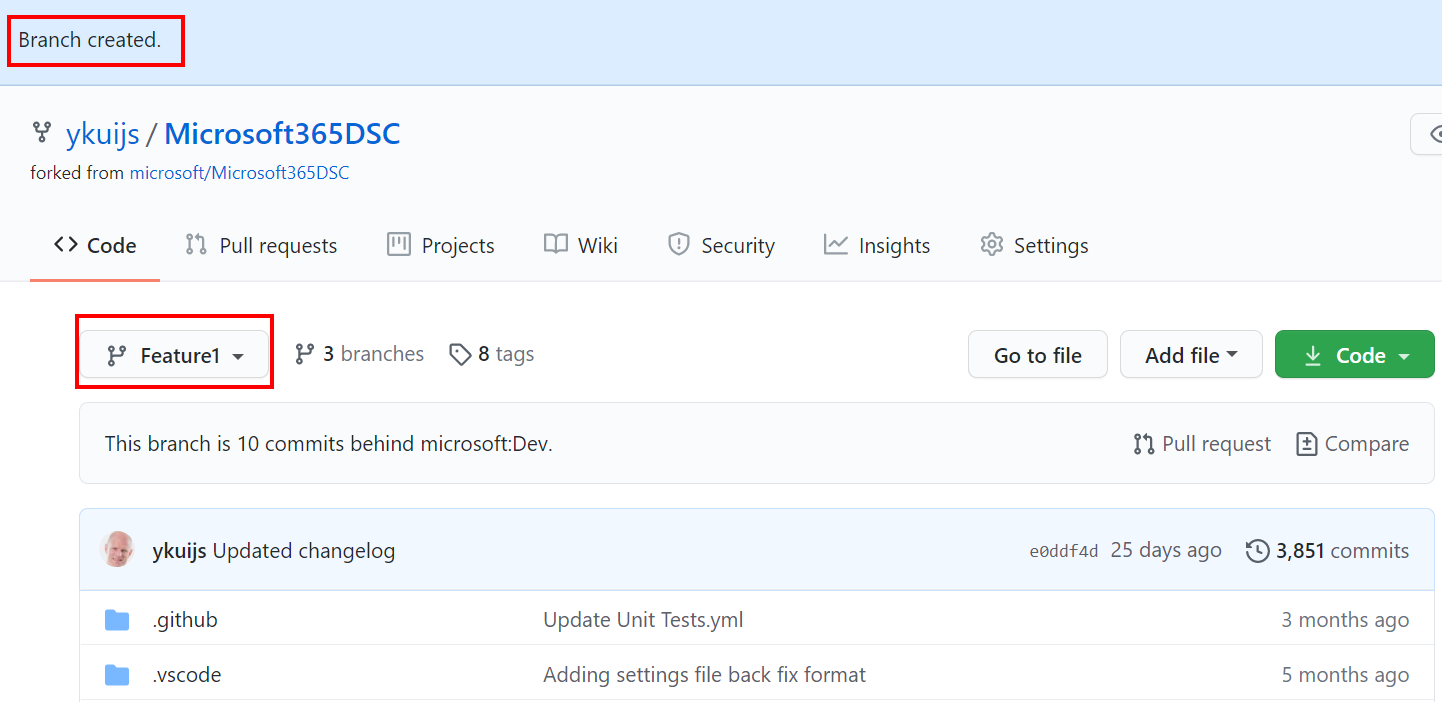 Branch created.
ykuijs / Microsoft365DSC
forked from microsoft/Microsoft365DSC
Code Pull requests Projects Wiki Security Insights Settings
Feature1 3 branches 8 tags Go to file Add file Code
This branch is 10 commits behind microsoft:Dev. Pull request Compare
ykuijs Updated changelog e0ddf4d 25 days ago 3,851 commits
.github Update Unit Tests.yml 3 months ago
.vscode Adding settings file back fix format 5 months ago